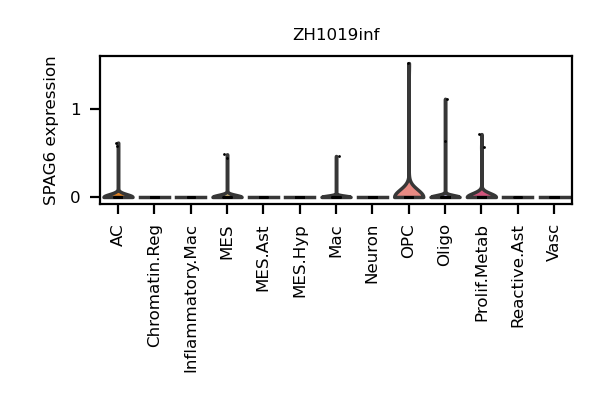 ZH1019inf
SPAG6 expression
1
0
AC
Chromatin.Reg
Inflammatory.Mac
MES
MES.Ast
MES.Hyp
Mac
Neuron
OPC
Oligo
Prolif.Metab
Reactive.Ast
Vasc